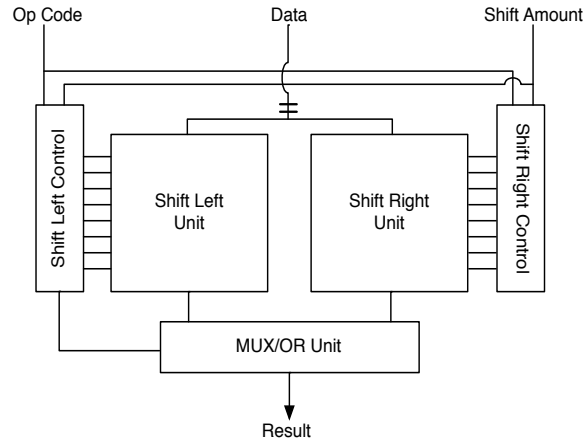 Op Code
Data
Shift Amount
Shift Left Control
Shift Left
Unit
Shift Right
Unit
Shift Right Control
MUX/OR Unit
Result